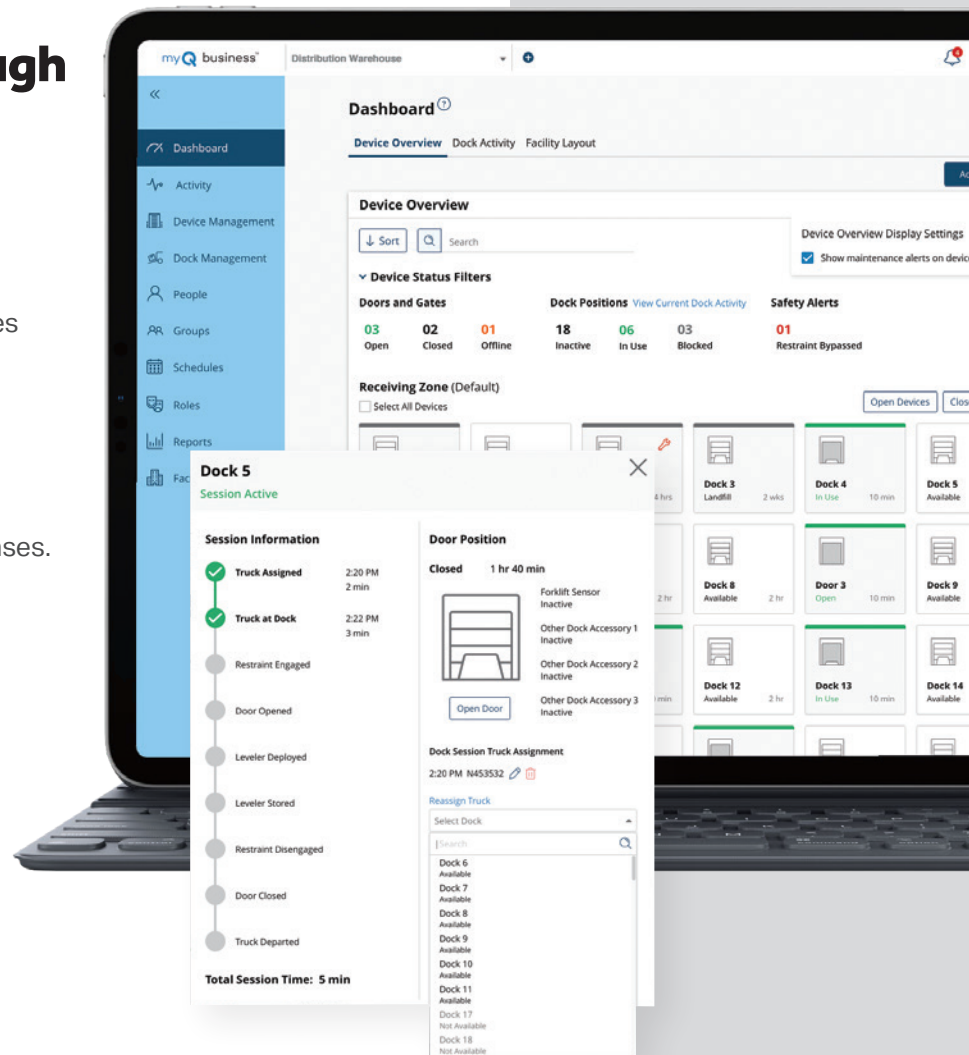 ugh
es
nses.
myQ business
Distribution Warehouse
4
Dashboard
Activity
Device Management
Dock Management
People
Groups
Schedules
Roles
Reports
Fac
Dashboard ?
Device Overview Dock Activity Facility Layout
Ac
Device Overview
Sort Search
Device Overview Display Settings
Show maintenance alerts on devic
Device Status Filters
Doors and Gates Dock Positions View Current Dock Activity Safety Alerts
03 02 01 18 06 03 01
Open Closed Offline Inactive In Use Blocked Restraint Bypassed
Receiving Zone (Default)
Select All Devices Open Devices Clos
Dock 3 Dock 4 Dock 5
4 hrs Landfill 2 wks In Use 10 min Available
Dock 8 Door 3 Dock 9
2 hr Available 2 hr Open 10 min Available
Dock 12 Dock 13 Dock 14
min Available 2 hr In Use 10 min Available
Dock 5
Session Active
Session Information
Truck Assigned 2:20 PM
2 min
Truck at Dock 2:22 PM
3 min
Restraint Engaged
Door Opened
Leveler Deployed
Leveler Stored
Restraint Disengaged
Door Closed
Truck Departed
Total Session Time: 5 min
Door Position
Closed 1 hr 40 min
Forklift Sensor
Inactive
Other Dock Accessory 1
Inactive
Other Dock Accessory 2
Inactive
Other Dock Accessory 3
Inactive
Open Door
Dock Session Truck Assignment
2:20 PM N453532
Reassign Truck
Select Dock
Search
Dock 6
Available
Dock 7
Available
Dock 8
Available
Dock 9
Available
Dock 10
Available
Dock 11
Available
Dock 17
Not Available
Dock 18
Not Available